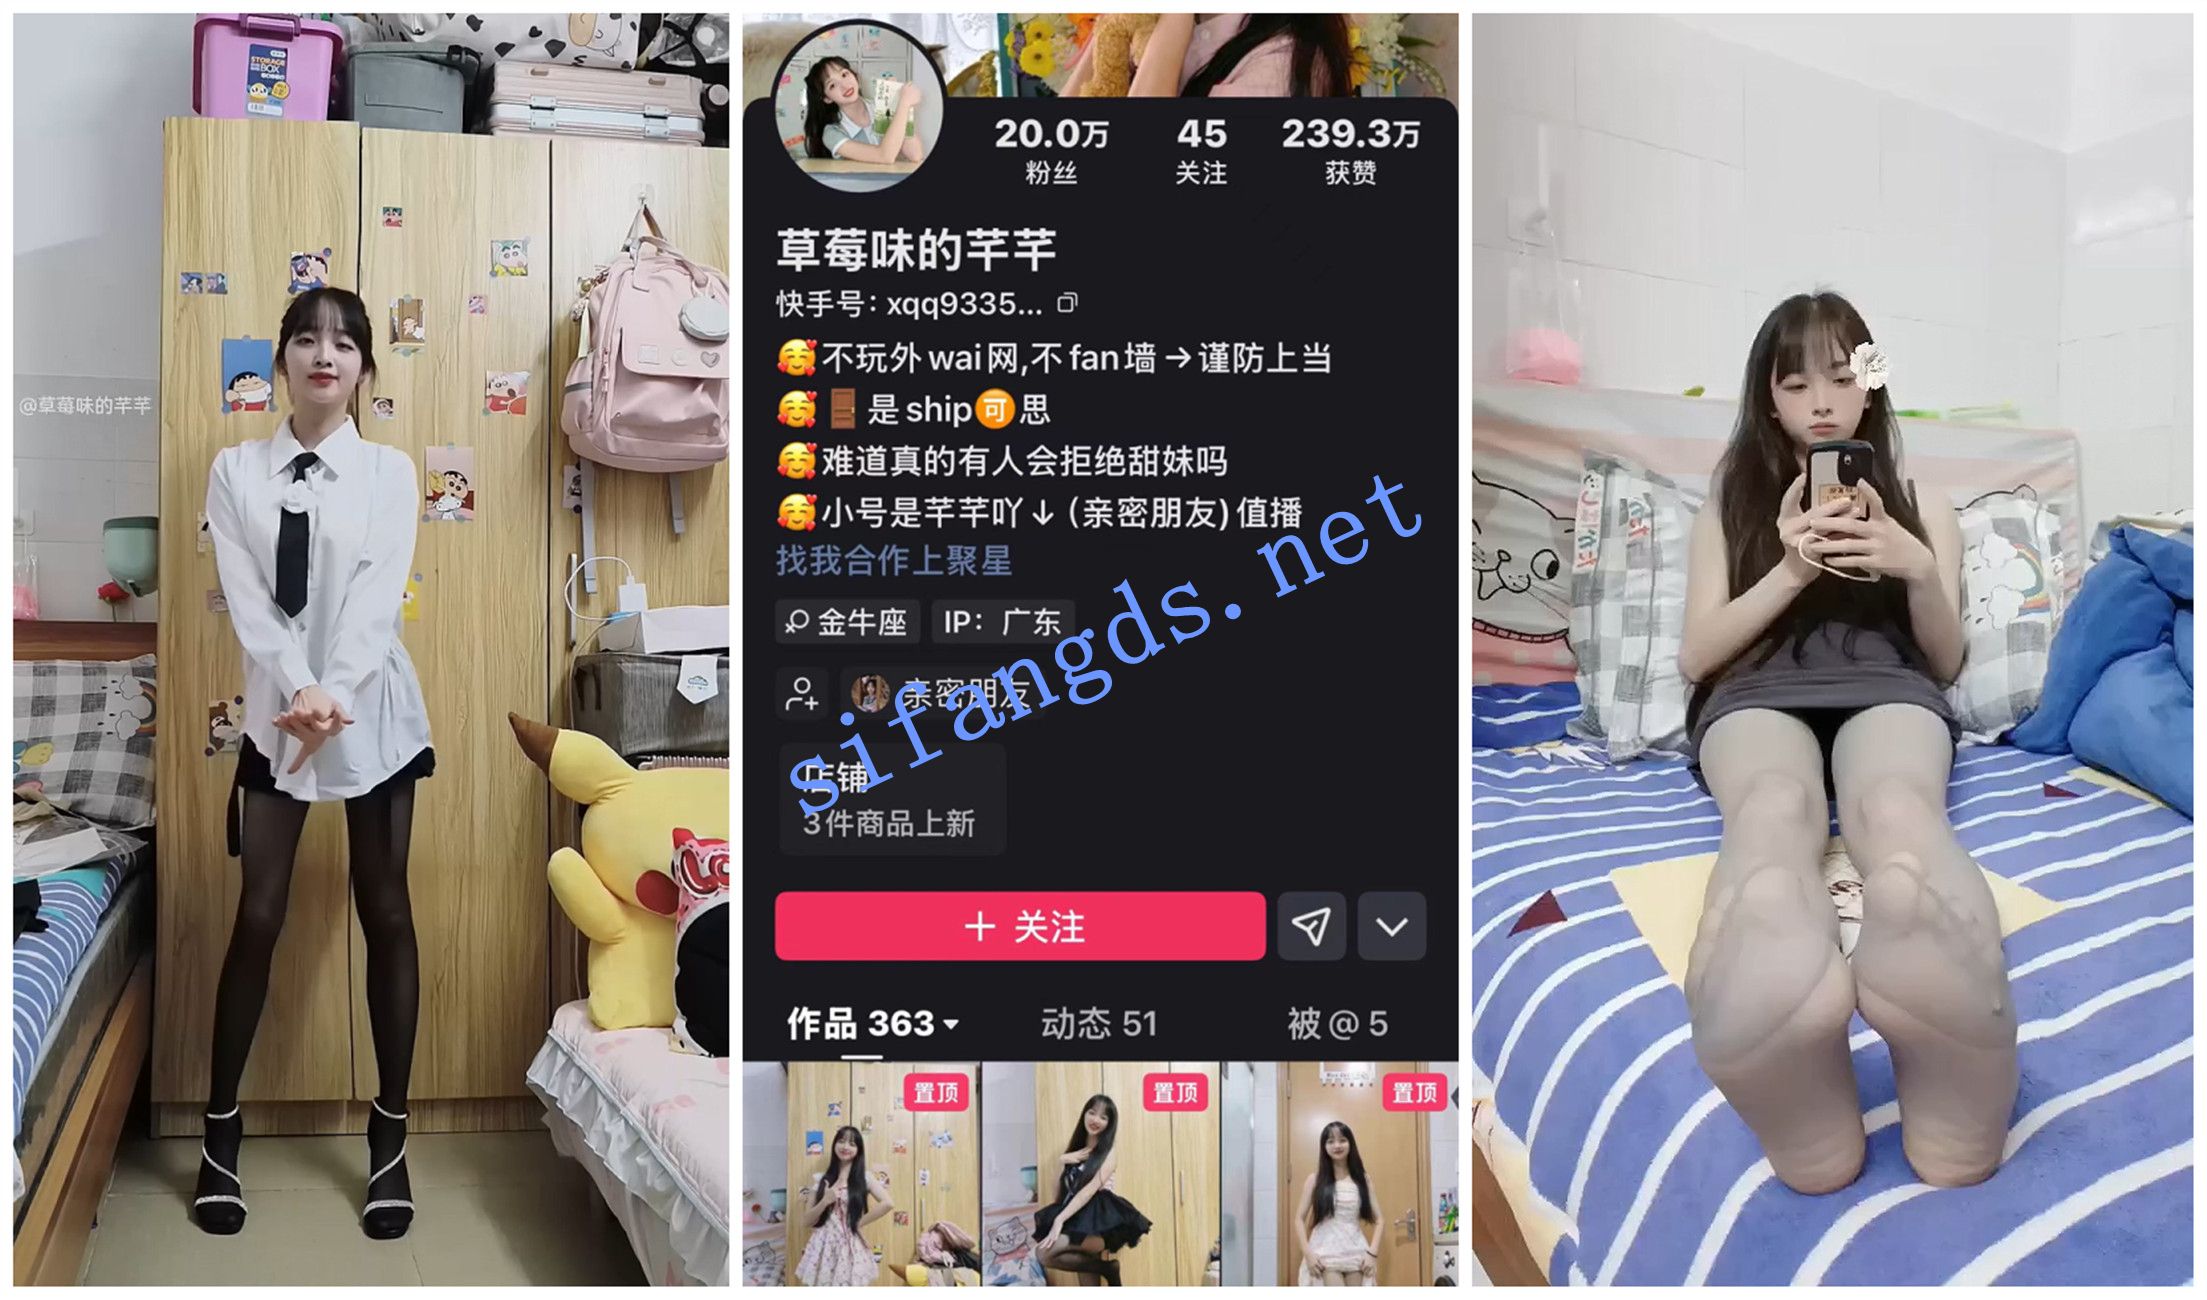 STORAGE
BOX
@草莓味的芊芊
20.0万
粉丝
45
关注
239.3万
获赞
草莓味的芊芊
快手号: xqq9335...
🥰不玩外wai网,不fan墙→谨防上当
🥰🚪是ship🉑思
🥰难道真的有人会拒绝甜妹吗
🥰小号是芊芊吖↓ (亲密朋友) 值播
找我合作上聚星
金牛座
IP: 广东
亲密朋友
店铺
3件商品上新
sifangds.net
+ 关注
作品 363
动态 51
被@ 5
置顶
置顶
置顶